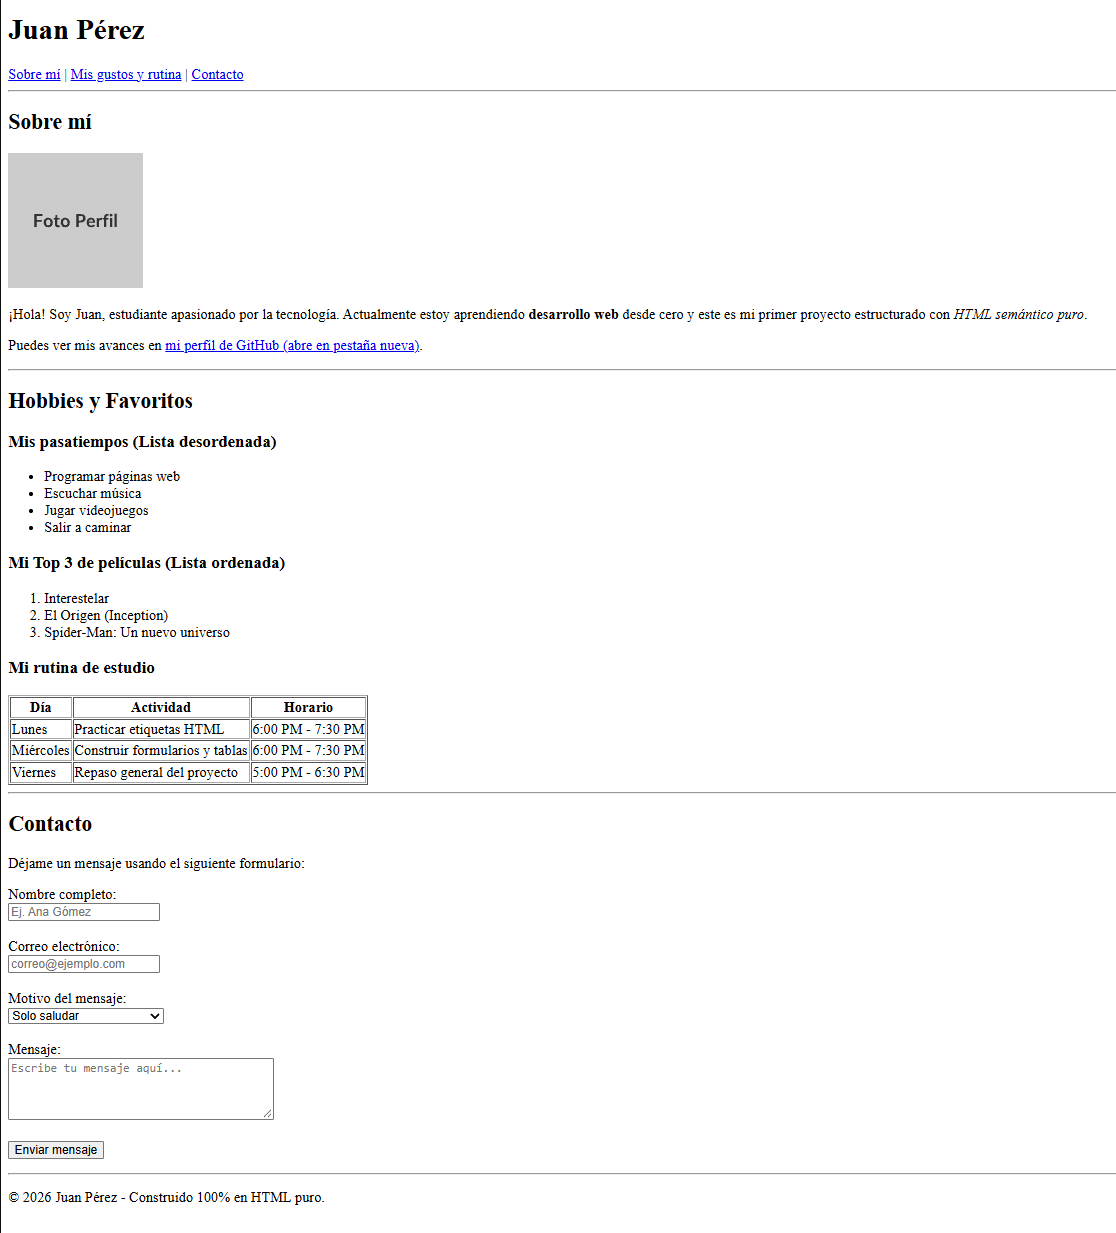 Juan Pérez
Sobre mí | Mis gustos y rutina | Contacto
Sobre mí
Foto Perfil
¡Hola! Soy Juan, estudiante apasionado por la tecnología. Actualmente estoy aprendiendo desarrollo web desde cero y este es mi primer proyecto estructurado con HTML semántico puro.
Puedes ver mis avances en mi perfil de GitHub (abre en pestaña nueva).
Hobbies y Favoritos
Mis pasatiempos (Lista desordenada)
• Programar páginas web
• Escuchar música
• Jugar videojuegos
• Salir a caminar
Mi Top 3 de películas (Lista ordenada)
1. Interestelar
2. El Origen (Inception)
3. Spider-Man: Un nuevo universo
Mi rutina de estudio
Día Actividad Horario
Lunes Practicar etiquetas HTML 6:00 PM - 7:30 PM
Miércoles Construir formularios y tablas 6:00 PM - 7:30 PM
Viernes Repaso general del proyecto 5:00 PM - 6:30 PM
Contacto
Déjame un mensaje usando el siguiente formulario:
Nombre completo:
Ej. Ana Gómez
Correo electrónico:
correo@ejemplo.com
Motivo del mensaje:
Solo saludar
Mensaje:
Escribe tu mensaje aquí...
Enviar mensaje
© 2026 Juan Pérez - Construido 100% en HTML puro.